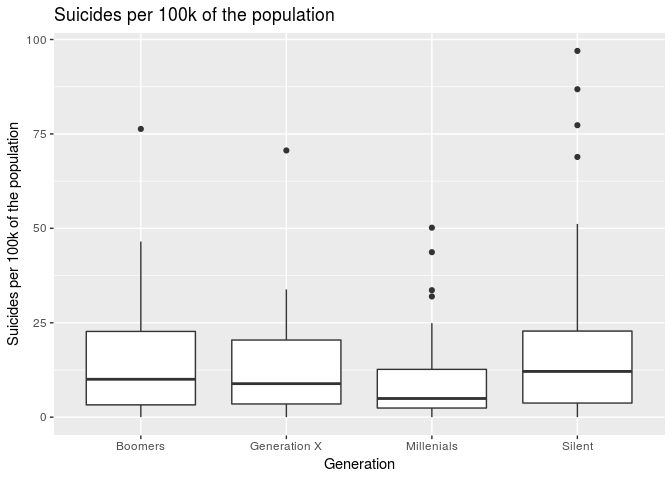 Suicides per 100k of the population
100
75
50
25
0
Suicides per 100k of the population
Boomers Generation X Millenials Silent
Generation